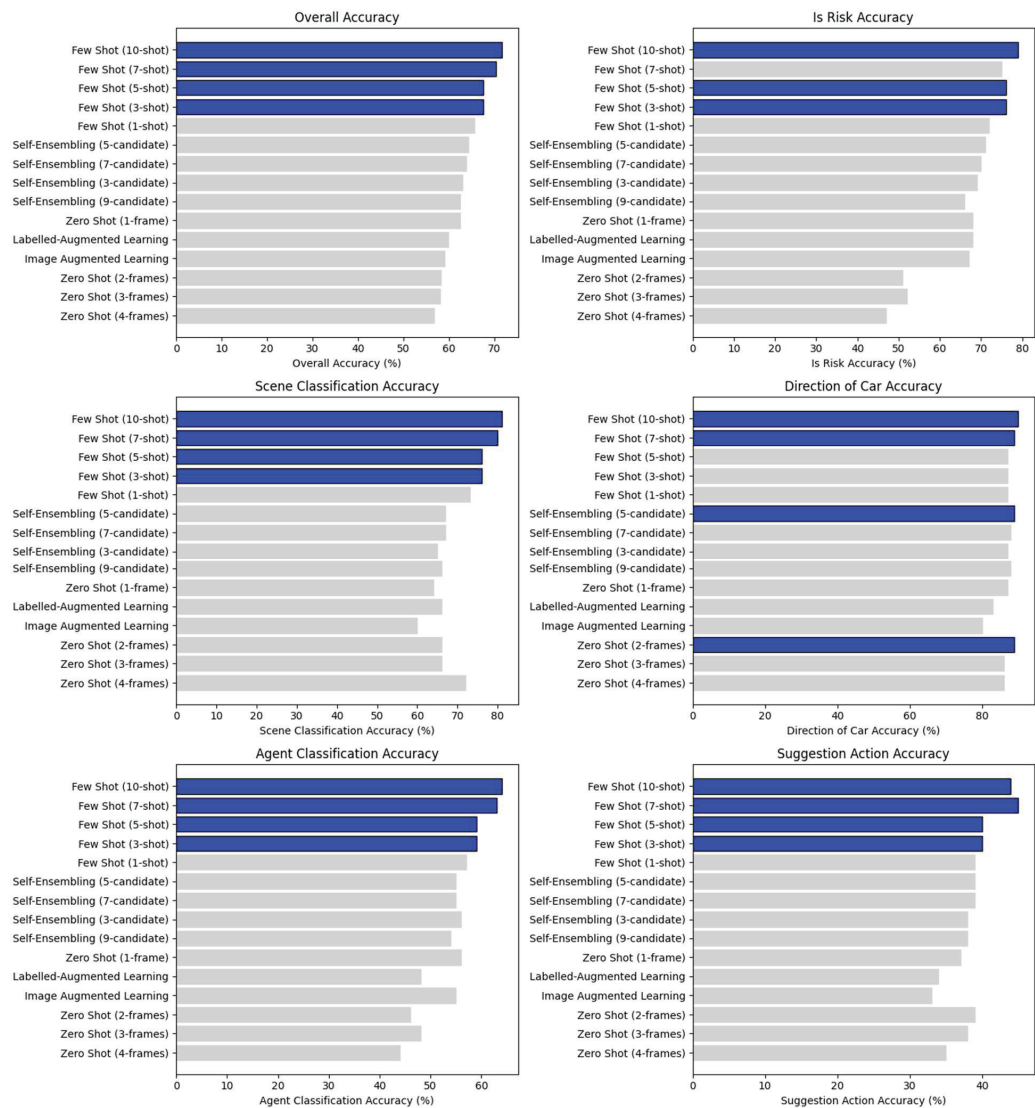 Overall Accuracy
Few Shot (10-shot)
Few Shot (7-shot)
Few Shot (5-shot)
Few Shot (3-shot)
Few Shot (1-shot)
Self-Ensembling (5-candidate)
Self-Ensembling (7-candidate)
Self-Ensembling (3-candidate)
Self-Ensembling (9-candidate)
Zero Shot (1-frame)
Labelled-Augmented Learning
Image Augmented Learning
Zero Shot (2-frames)
Zero Shot (3-frames)
Zero Shot (4-frames)
0 10 20 30 40 50 60 70
Overall Accuracy (%)
Is Risk Accuracy
Few Shot (10-shot)
Few Shot (7-shot)
Few Shot (5-shot)
Few Shot (3-shot)
Few Shot (1-shot)
Self-Ensembling (5-candidate)
Self-Ensembling (7-candidate)
Self-Ensembling (3-candidate)
Self-Ensembling (9-candidate)
Zero Shot (1-frame)
Labelled-Augmented Learning
Image Augmented Learning
Zero Shot (2-frames)
Zero Shot (3-frames)
Zero Shot (4-frames)
0 10 20 30 40 50 60 70 80
Is Risk Accuracy (%)
Scene Classification Accuracy
Few Shot (10-shot)
Few Shot (7-shot)
Few Shot (5-shot)
Few Shot (3-shot)
Few Shot (1-shot)
Self-Ensembling (5-candidate)
Self-Ensembling (7-candidate)
Self-Ensembling (3-candidate)
Self-Ensembling (9-candidate)
Zero Shot (1-frame)
Labelled-Augmented Learning
Image Augmented Learning
Zero Shot (2-frames)
Zero Shot (3-frames)
Zero Shot (4-frames)
0 10 20 30 40 50 60 70 80
Scene Classification Accuracy (%)
Direction of Car Accuracy
Few Shot (10-shot)
Few Shot (7-shot)
Few Shot (5-shot)
Few Shot (3-shot)
Few Shot (1-shot)
Self-Ensembling (5-candidate)
Self-Ensembling (7-candidate)
Self-Ensembling (3-candidate)
Self-Ensembling (9-candidate)
Zero Shot (1-frame)
Labelled-Augmented Learning
Image Augmented Learning
Zero Shot (2-frames)
Zero Shot (3-frames)
Zero Shot (4-frames)
0 20 40 60 80
Direction of Car Accuracy (%)
Agent Classification Accuracy
Few Shot (10-shot)
Few Shot (7-shot)
Few Shot (5-shot)
Few Shot (3-shot)
Few Shot (1-shot)
Self-Ensembling (5-candidate)
Self-Ensembling (7-candidate)
Self-Ensembling (3-candidate)
Self-Ensembling (9-candidate)
Zero Shot (1-frame)
Labelled-Augmented Learning
Image Augmented Learning
Zero Shot (2-frames)
Zero Shot (3-frames)
Zero Shot (4-frames)
0 10 20 30 40 50 60
Agent Classification Accuracy (%)
Suggestion Action Accuracy
Few Shot (10-shot)
Few Shot (7-shot)
Few Shot (5-shot)
Few Shot (3-shot)
Few Shot (1-shot)
Self-Ensembling (5-candidate)
Self-Ensembling (7-candidate)
Self-Ensembling (3-candidate)
Self-Ensembling (9-candidate)
Zero Shot (1-frame)
Labelled-Augmented Learning
Image Augmented Learning
Zero Shot (2-frames)
Zero Shot (3-frames)
Zero Shot (4-frames)
0 10 20 30 40
Suggestion Action Accuracy (%)